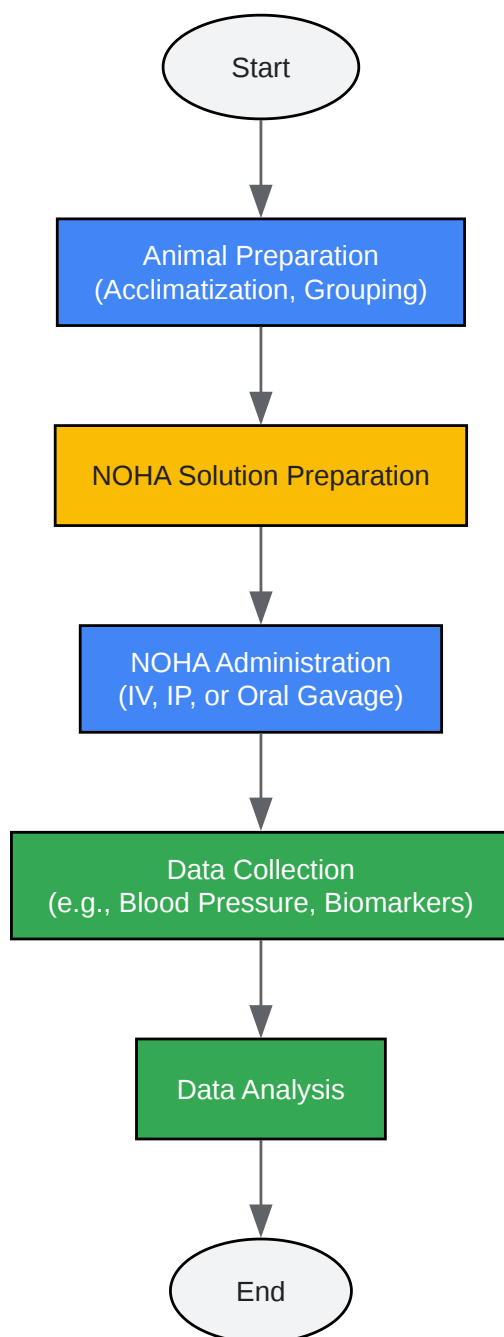 Start
Animal Preparation
(Acclimatization, Grouping)
NOHA Solution Preparation
NOHA Administration
(IV, IP, or Oral Gavage)
Data Collection
(e.g., Blood Pressure, Biomarkers)
Data Analysis
End